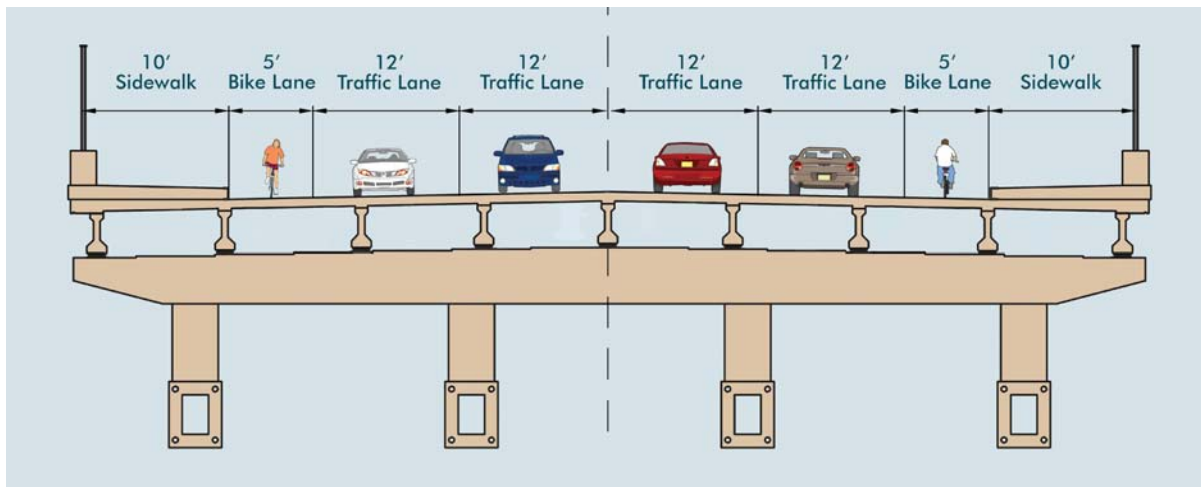 10’
Sidewalk
5’
Bike Lane
12’
Traffic Lane
12’
Traffic Lane
12’
Traffic Lane
12’
Traffic Lane
5’
Bike Lane
10’
Sidewalk